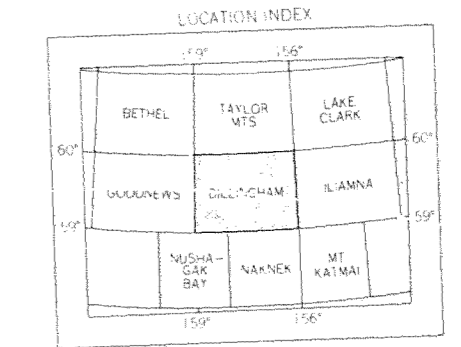 LOCATION INDEX
159° 156°
BETHEL
TAYLOR
MTS
LAKE
CLARK
60° 60°
GOODNEWS
DILLINGHAM
ILIAMNA
59° 59°
NUSHA-
GAK
BAY
NAKNEK
MT
KATMAI
159° 156°